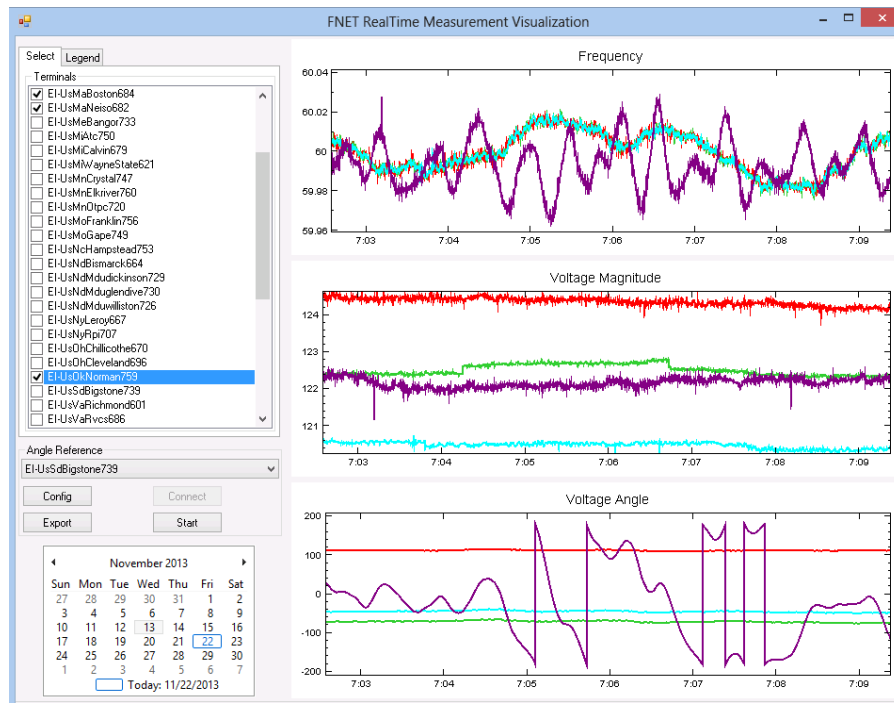 FNET RealTime Measurement Visualization
Select Legend
Terminals
EI-UsMaBoston684
EI-UsMaNeiso682
EI-UsMeBangor733
EI-UsMiAtc750
EI-UsMiCalvin679
EI-UsMiWayneState621
EI-UsMnCrystal747
EI-UsMnElkriver760
EI-UsMnOtpc720
EI-UsMoFranklin756
EI-UsMoGape749
EI-UsNcHampstead753
EI-UsNdBismarck664
EI-UsNdMdudickinson729
EI-UsNdMduglendive730
EI-UsNdMduwilliston726
EI-UsNyLeroy667
EI-UsNyRpi707
EI-UsOhChillicothe670
EI-UsOhCleveland696
EI-UsOkNorman759
EI-UsSdBigstone739
EI-UsVaRichmond601
EI-UsVaRvcs686
Angle Reference
EI-UsSdBigstone739
Config Connect
Export Start
November 2013
Sun Mon Tue Wed Thu Fri Sat
27 28 29 30 31 1 2
3 4 5 6 7 8 9
10 11 12 13 14 15 16
17 18 19 20 21 22 23
24 25 26 27 28 29 30
1 2 3 4 5 6 7
Today: 11/22/2013
Frequency
60.04
60.02
60
59.98
59.96
7:03 7:04 7:05 7:06 7:07 7:08 7:09
Voltage Magnitude
124
123
122
121
7:03 7:04 7:05 7:06 7:07 7:08 7:09
Voltage Angle
200
100
0
-100
-200
7:03 7:04 7:05 7:06 7:07 7:08 7:09